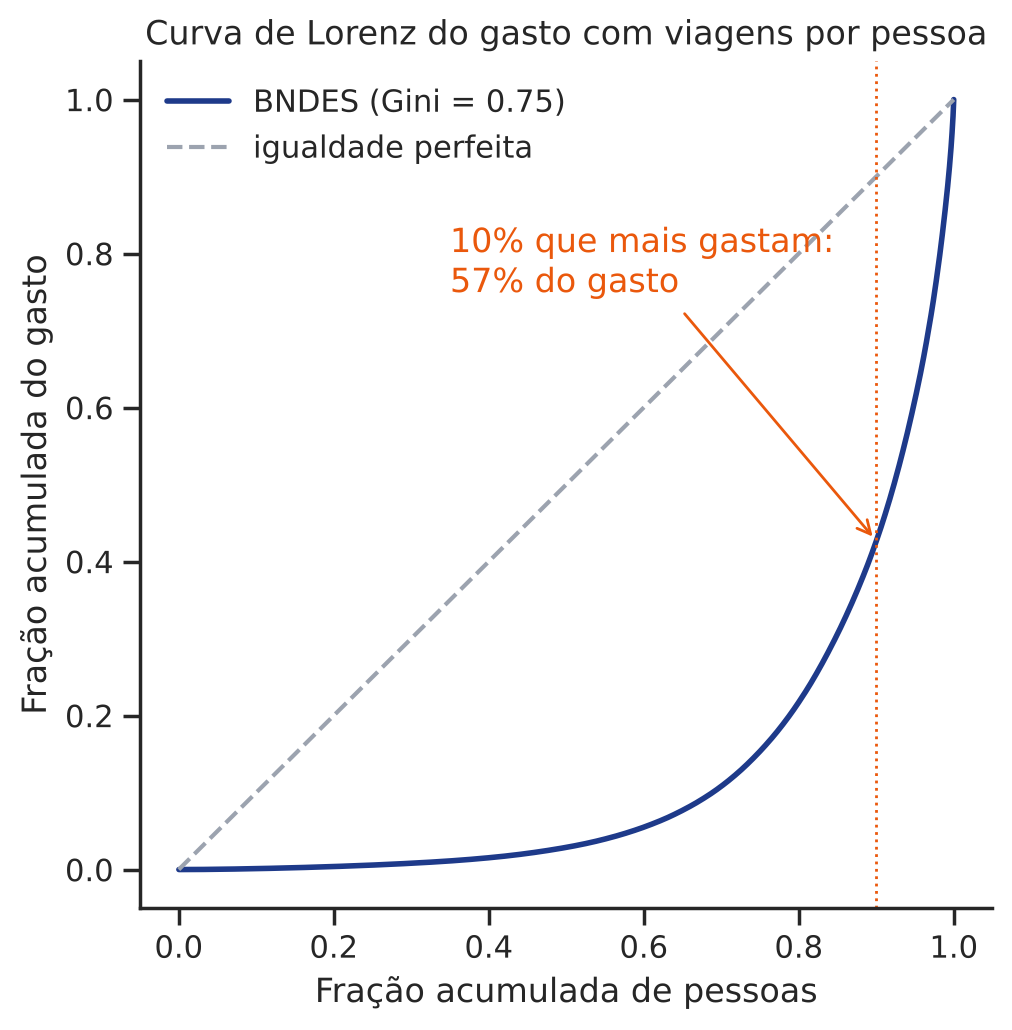 Curva de Lorenz do gasto com viagens por pessoa
BNDES (Gini = 0.75)
igualdade perfeita
10% que mais gastam:
57% do gasto
Fração acumulada do gasto
1.0
0.8
0.6
0.4
0.2
0.0
0.0 0.2 0.4 0.6 0.8 1.0
Fração acumulada de pessoas